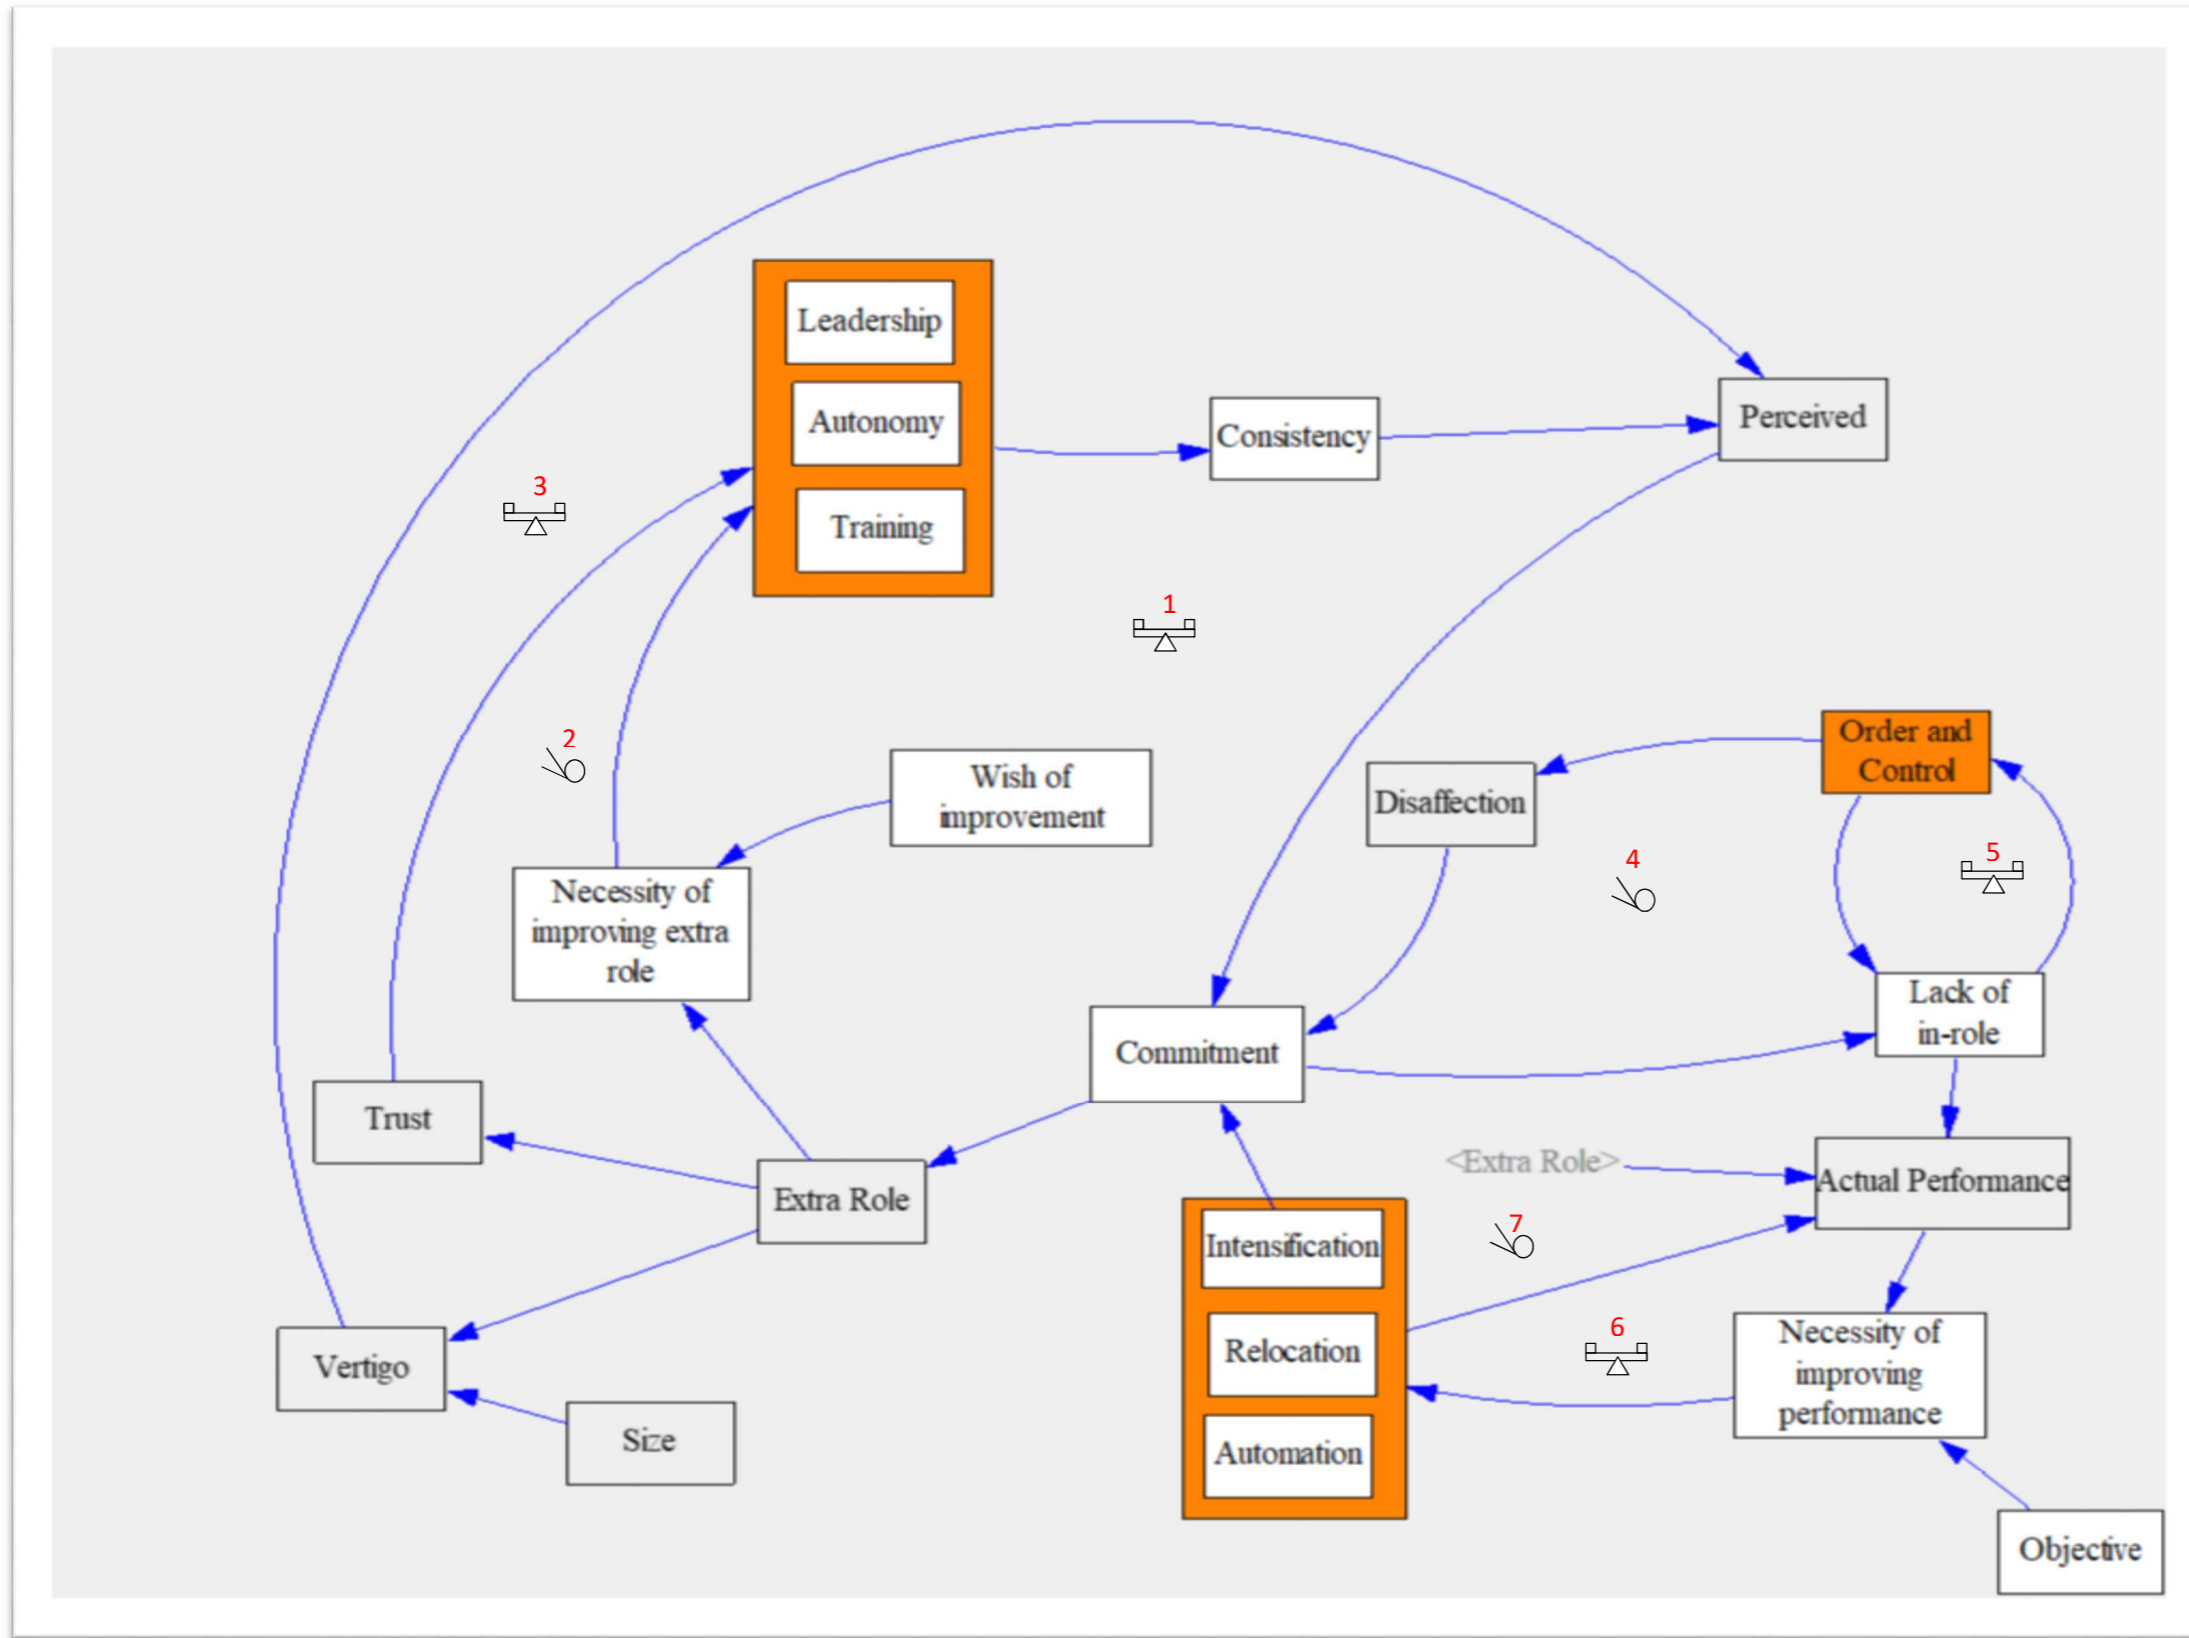 Leadership
Autonomy
Training
Consistency
Perceived
3
1
2
Wish of
improvement
Order and
Control
Disaffection
4
5
Necessity of
improving extra
role
Lack of
in-role
Commitment
Trust
Extra Role
<Extra Role>
Actual Performance
Intensification
7
Relocation
6
Automation
Necessity of
improving
performance
Vertigo
Size
Objective